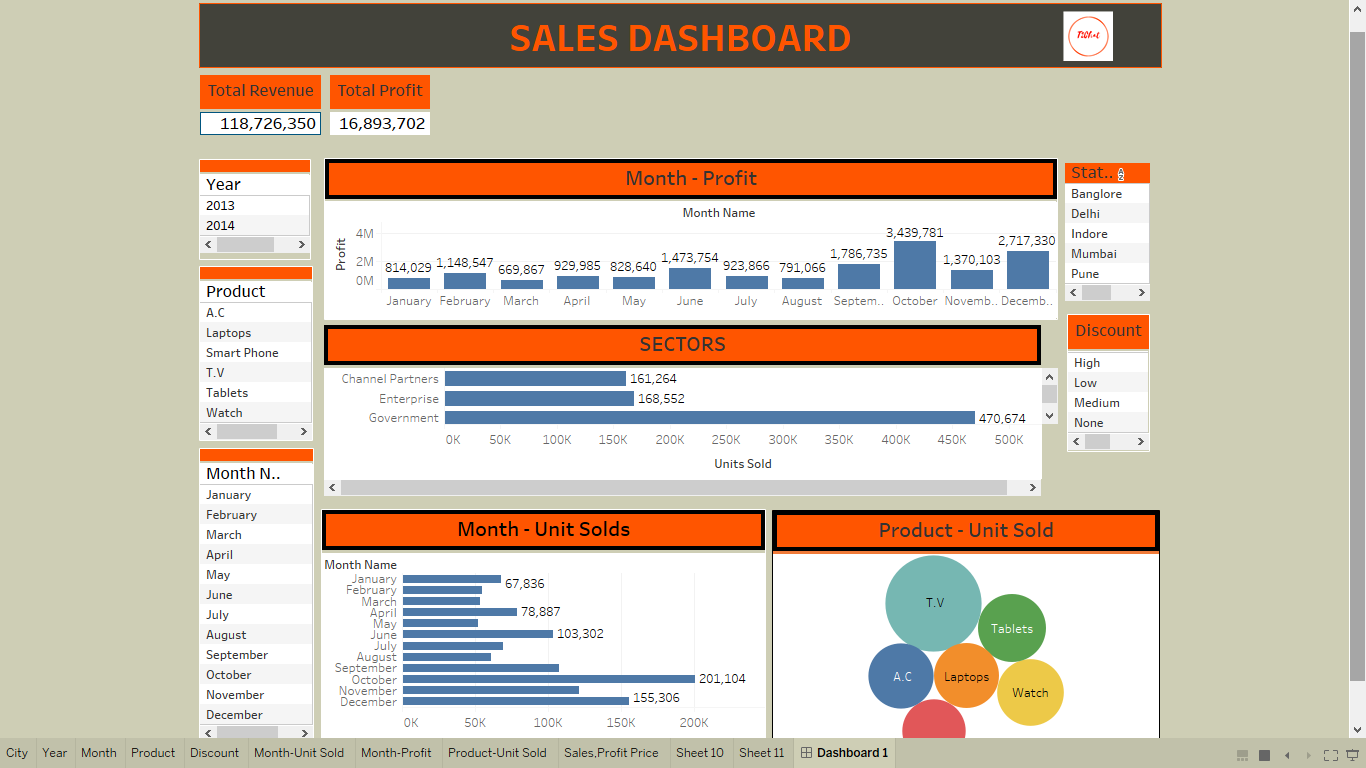 SALES DASHBOARD
Total Revenue
118,726,350
Total Profit
16,893,702
Year
2013
2014
Product
A.C
Laptops
Smart Phone
T.V
Tablets
Watch
Month N..
January
February
March
April
May
June
July
August
September
October
November
December
Month - Profit
Month Name
Profit
4M
2M
0M
814,029 1,148,547 669,867 929,985 828,640 1,473,754 923,866 791,066 1,786,735 3,439,781 1,370,103 2,717,330
January February March April May June July August Septem.. October Novemb.. Decemb..
SECTORS
Channel Partners 161,264
Enterprise 168,552
Government 470,674
0K 50K 100K 150K 200K 250K 300K 350K 400K 450K 500K
Units Sold
Stat..
Banglore
Delhi
Indore
Mumbai
Pune
Discount
High
Low
Medium
None
Month - Unit Solds
Month Name
January 67,836
February
March
April 78,887
May
June 103,302
July
August
September
October 201,104
November
December 155,306
0K 50K 100K 150K 200K
Product - Unit Sold
T.V
Tablets
A.C
Laptops
Watch
City Year Month Product Discount Month-Unit Sold Month-Profit Product-Unit Sold Sales,Profit Price Sheet 10 Sheet 11 Dashboard 1